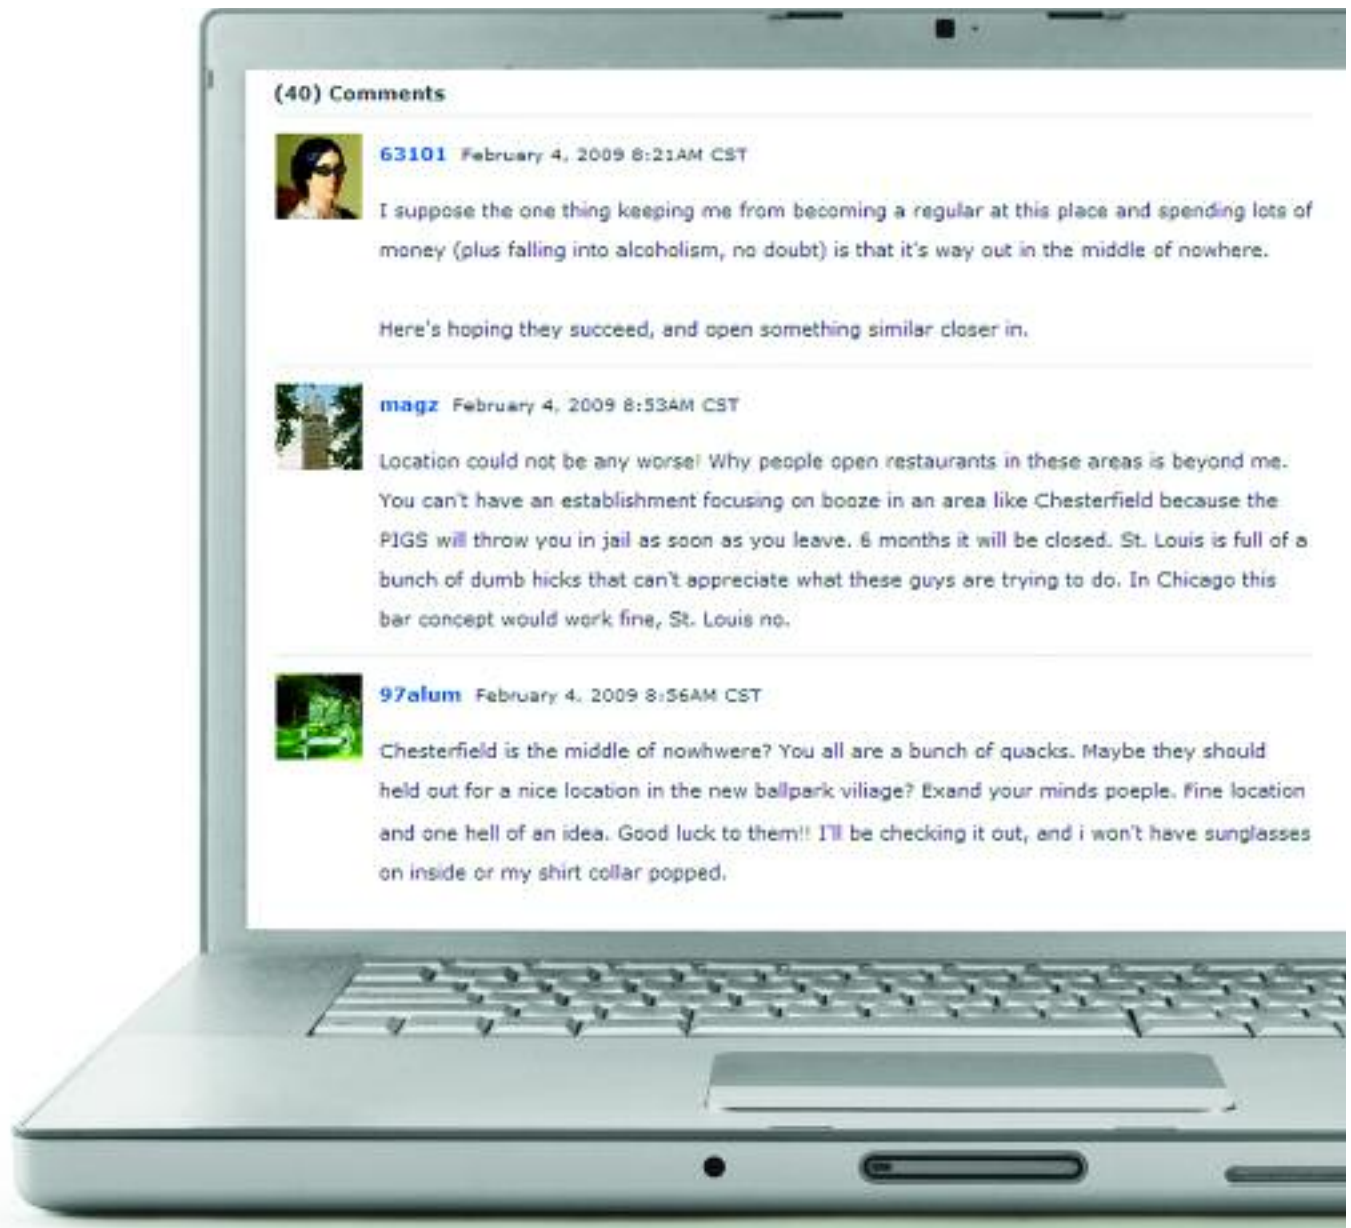 (40) Comments
63101 February 4, 2009 8:21AM CST
I suppose the one thing keeping me from becoming a regular at this place and spending lots of
money (plus falling into alcoholism, no doubt) is that it's way out in the middle of nowhere.
Here's hoping they succeed, and open something similar closer in.
magz February 4, 2009 8:53AM CST
Location could not be any worse! Why people open restaurants in these areas is beyond me.
You can't have an establishment focusing on booze in an area like Chesterfield because the
PIGS will throw you in jail as soon as you leave. 6 months it will be closed. St. Louis is full of a
bunch of dumb hicks that can't appreciate what these guys are trying to do. In Chicago this
bar concept would work fine, St. Louis no.
97alum February 4, 2009 8:56AM CST
Chesterfield is the middle of nowhwere? You all are a bunch of quacks. Maybe they should
held out for a nice location in the new ballpark viliage? Exand your minds poeple. Fine location
and one hell of an idea. Good luck to them!! I'll be checking it out, and i won't have sunglasses
on inside or my shirt collar popped.